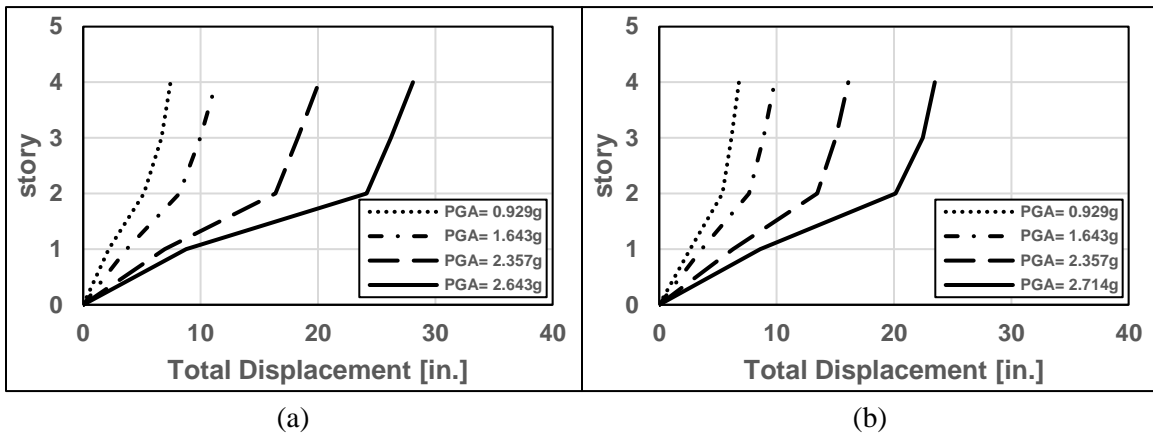 5
4
3
2
1
0
story
0 10 20 30 40
Total Displacement [in.]
PGA= 0.929g
PGA= 1.643g
PGA= 2.357g
PGA= 2.643g
(a)
5
4
3
2
1
0
story
0 10 20 30 40
Total Displacement [in.]
PGA= 0.929g
PGA= 1.643g
PGA= 2.357g
PGA= 2.714g
(b)